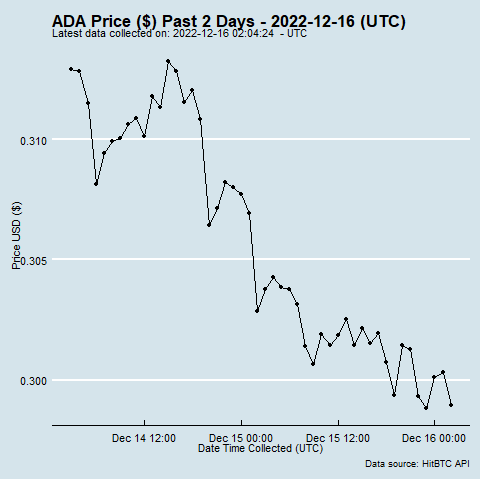 ADA Price ($) Past 2 Days - 2022-12-16 (UTC)
Latest data collected on: 2022-12-16 02:04:24 - UTC
0.310
0.305
0.300
Price USD ($)
Dec 14 12:00 Dec 15 00:00 Dec 15 12:00 Dec 16 00:00
Date Time Collected (UTC)
Data source: HitBTC API